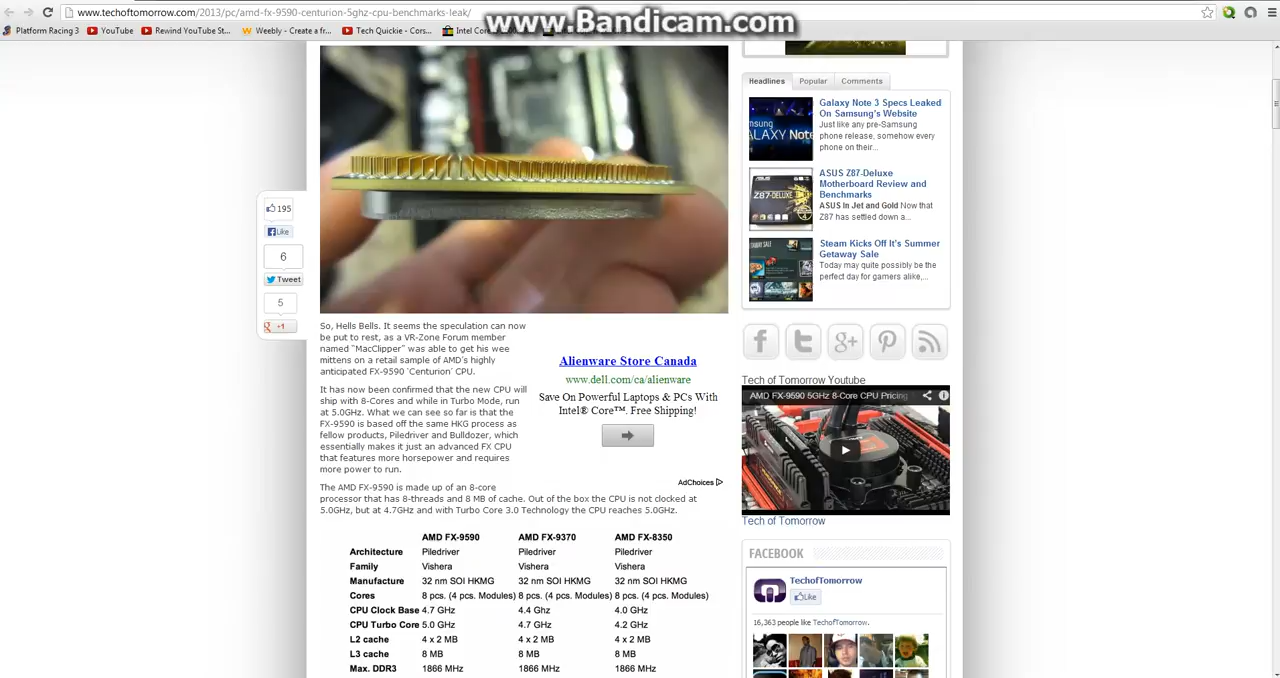 www.techoftomorrow.com/2013/pc/amd-fx-9590-centurion-5ghz-cpu-benchmarks-leak/
www.Bandicam.com
Platform Racing 3
YouTube
Rewind YouTube St...
Weebly - Create a fr...
Tech Quickie - Cors...
Intel Core
195
Like
6
Tweet
5
+1
So, Hells Bells. It seems the speculation can now
be put to rest, as a VR-Zone Forum member
named "MacClipper" was able to get his wee
mittens on a retail sample of AMD's highly
anticipated FX-9590 'Centurion' CPU.
It has now been confirmed that the new CPU will
ship with 8-Cores and while in Turbo Mode, run
at 5.0GHz. What we can see so far is that the
FX-9590 is based off the same HKG process as
fellow products, Piledriver and Bulldozer, which
essentially makes it just an advanced FX CPU
that features more horsepower and requires
more power to run.
Alienware Store Canada
www.dell.com/ca/alienware
Save On Powerful Laptops & PCs With
Intel® Core™. Free Shipping!
AdChoices
The AMD FX-9590 is made up of an 8-core
processor that has 8-threads and 8 MB of cache. Out of the box the CPU is not clocked at
5.0GHz, but at 4.7GHz and with Turbo Core 3.0 Technology the CPU reaches 5.0GHz.
AMD FX-9590 AMD FX-9370 AMD FX-8350
Architecture Piledriver Piledriver Piledriver
Family Vishera Vishera Vishera
Manufacture 32 nm SOI HKMG 32 nm SOI HKMG 32 nm SOI HKMG
Cores 8 pcs. (4 pcs. Modules) 8 pcs. (4 pcs. Modules) 8 pcs. (4 pcs. Modules)
CPU Clock Base 4.7 GHz 4.4 Ghz 4.0 GHz
CPU Turbo Core 5.0 GHz 4.7 GHz 4.2 GHz
L2 cache 4 x 2 MB 4 x 2 MB 4 x 2 MB
L3 cache 8 MB 8 MB 8 MB
Max. DDR3 1866 MHz 1866 MHz 1866 MHz
Headlines Popular Comments
Galaxy Note 3 Specs Leaked
On Samsung's Website
Just like any pre-Samsung
phone release, somehow every
phone on their...
ASUS Z87-Deluxe
Motherboard Review and
Benchmarks
ASUS in Jet and Gold Now that
Z87 has settled down a...
Steam Kicks Off It's Summer
Getaway Sale
Today may quite possibly be the
perfect day for gamers alike,...
Tech of Tomorrow Youtube
AMD FX-9590 5GHz 8-Core CPU Pricing
Tech of Tomorrow
FACEBOOK
TechofTomorrow
Like
16,363 people like TechofTomorrow.